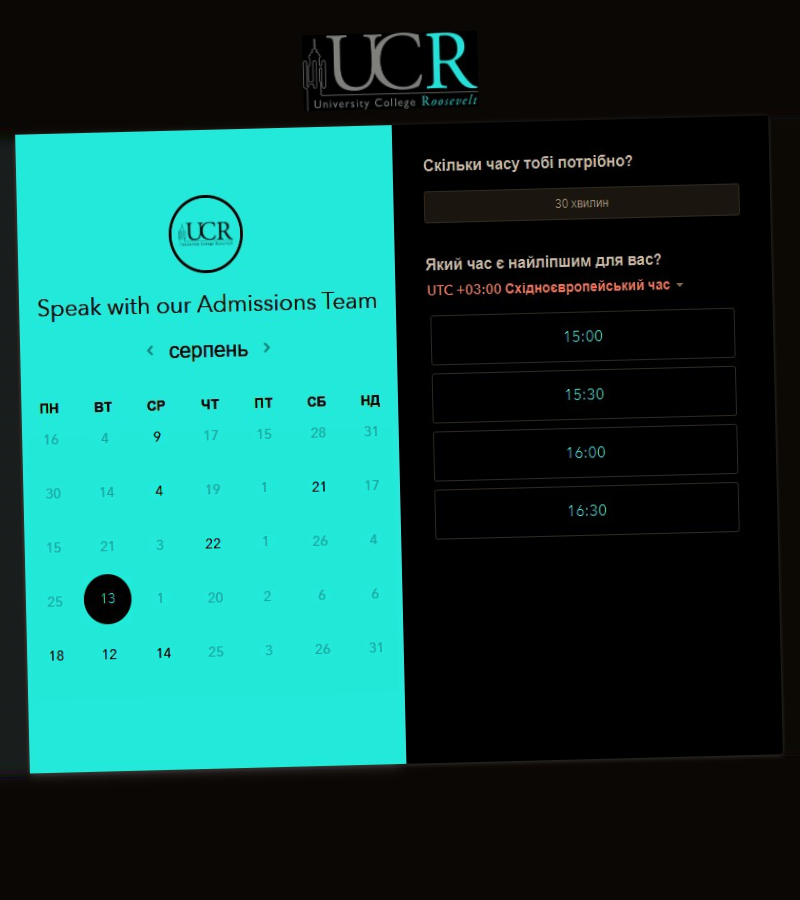 UCR
University College Roosevelt
UCR
University College Roosevelt
Speak with our Admissions Team
серпень
ПН ВТ СР ЧТ ПТ СБ НД
16 4 9 17 15 28 31
30 14 4 19 1 21 17
15 21 3 22 1 26 4
25 13 1 20 2 6 6
18 12 14 25 3 26 31
Скільки часу тобі потрібно?
30 хвилин
Який час є найліпшим для вас?
UTC +03:00 Східноєвропейський час
15:00
15:30
16:00
16:30